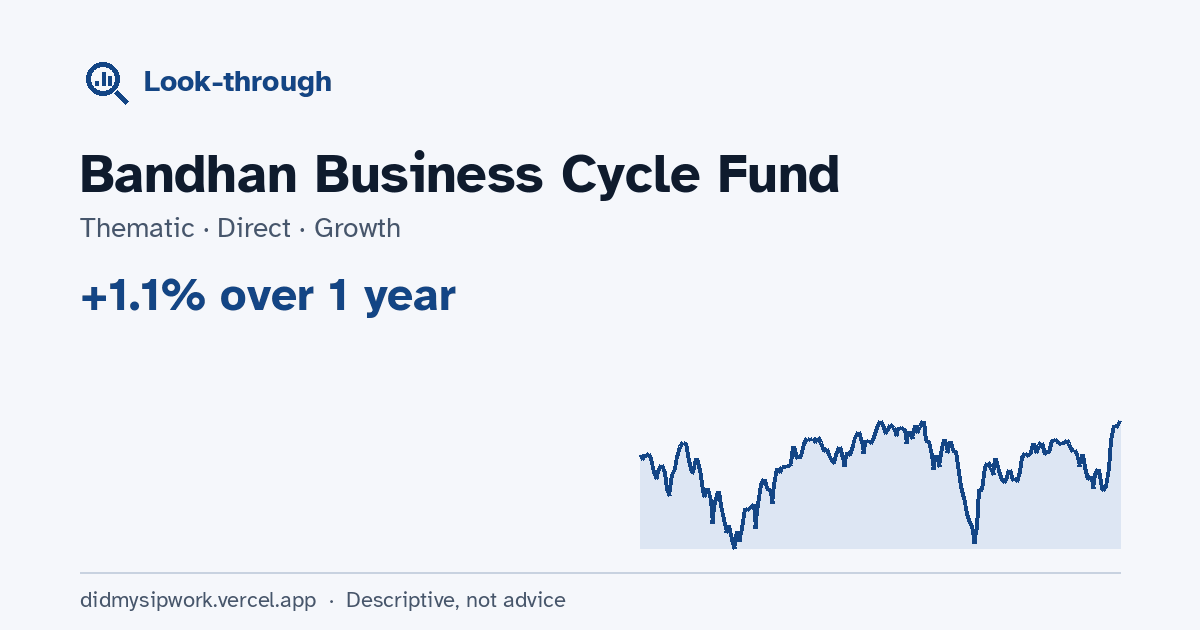 Look-through
Bandhan Business Cycle Fund
Thematic · Direct · Growth
+1.1% over 1 year
didmysipwork.vercel.app · Descriptive, not advice